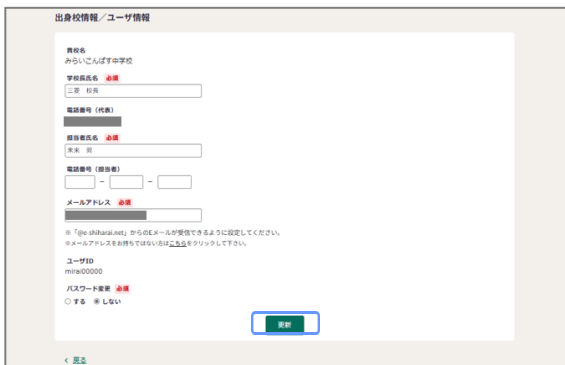 出身校情報／ユーザ情報
貴校名
みらいこんぱす中学校
学校長氏名 必須
三菱 校長
電話番号（代表）
担当者氏名 必須
未来 翔
電話番号（担当者）
– –
メールアドレス 必須
※「@e-shiharai.net」からのEメールが受信できるように設定してください。
※メールアドレスをお持ちではない方はこちらをクリックして下さい。
ユーザID
mirai00000
パスワード変更 必須
する しない
更新
< 戻る